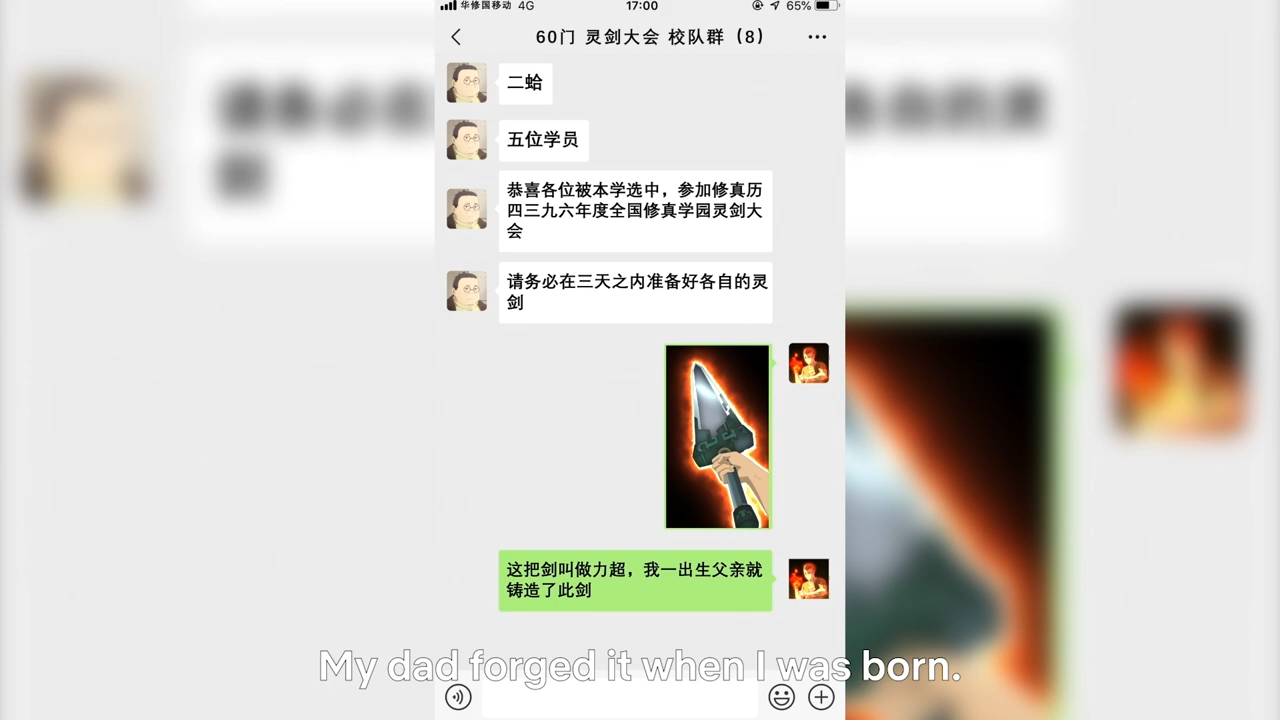 华修国移动 4G 17:00 65%
60门 灵剑大会 校队群（8）
二蛤
五位学员
恭喜各位被本学选中，参加修真历
四三九六年度全国修真学园灵剑大
会
请务必在三天之内准备好各自的灵
剑
这把剑叫做力超，我一出生父亲就
铸造了此剑
My dad forged it when I was born.